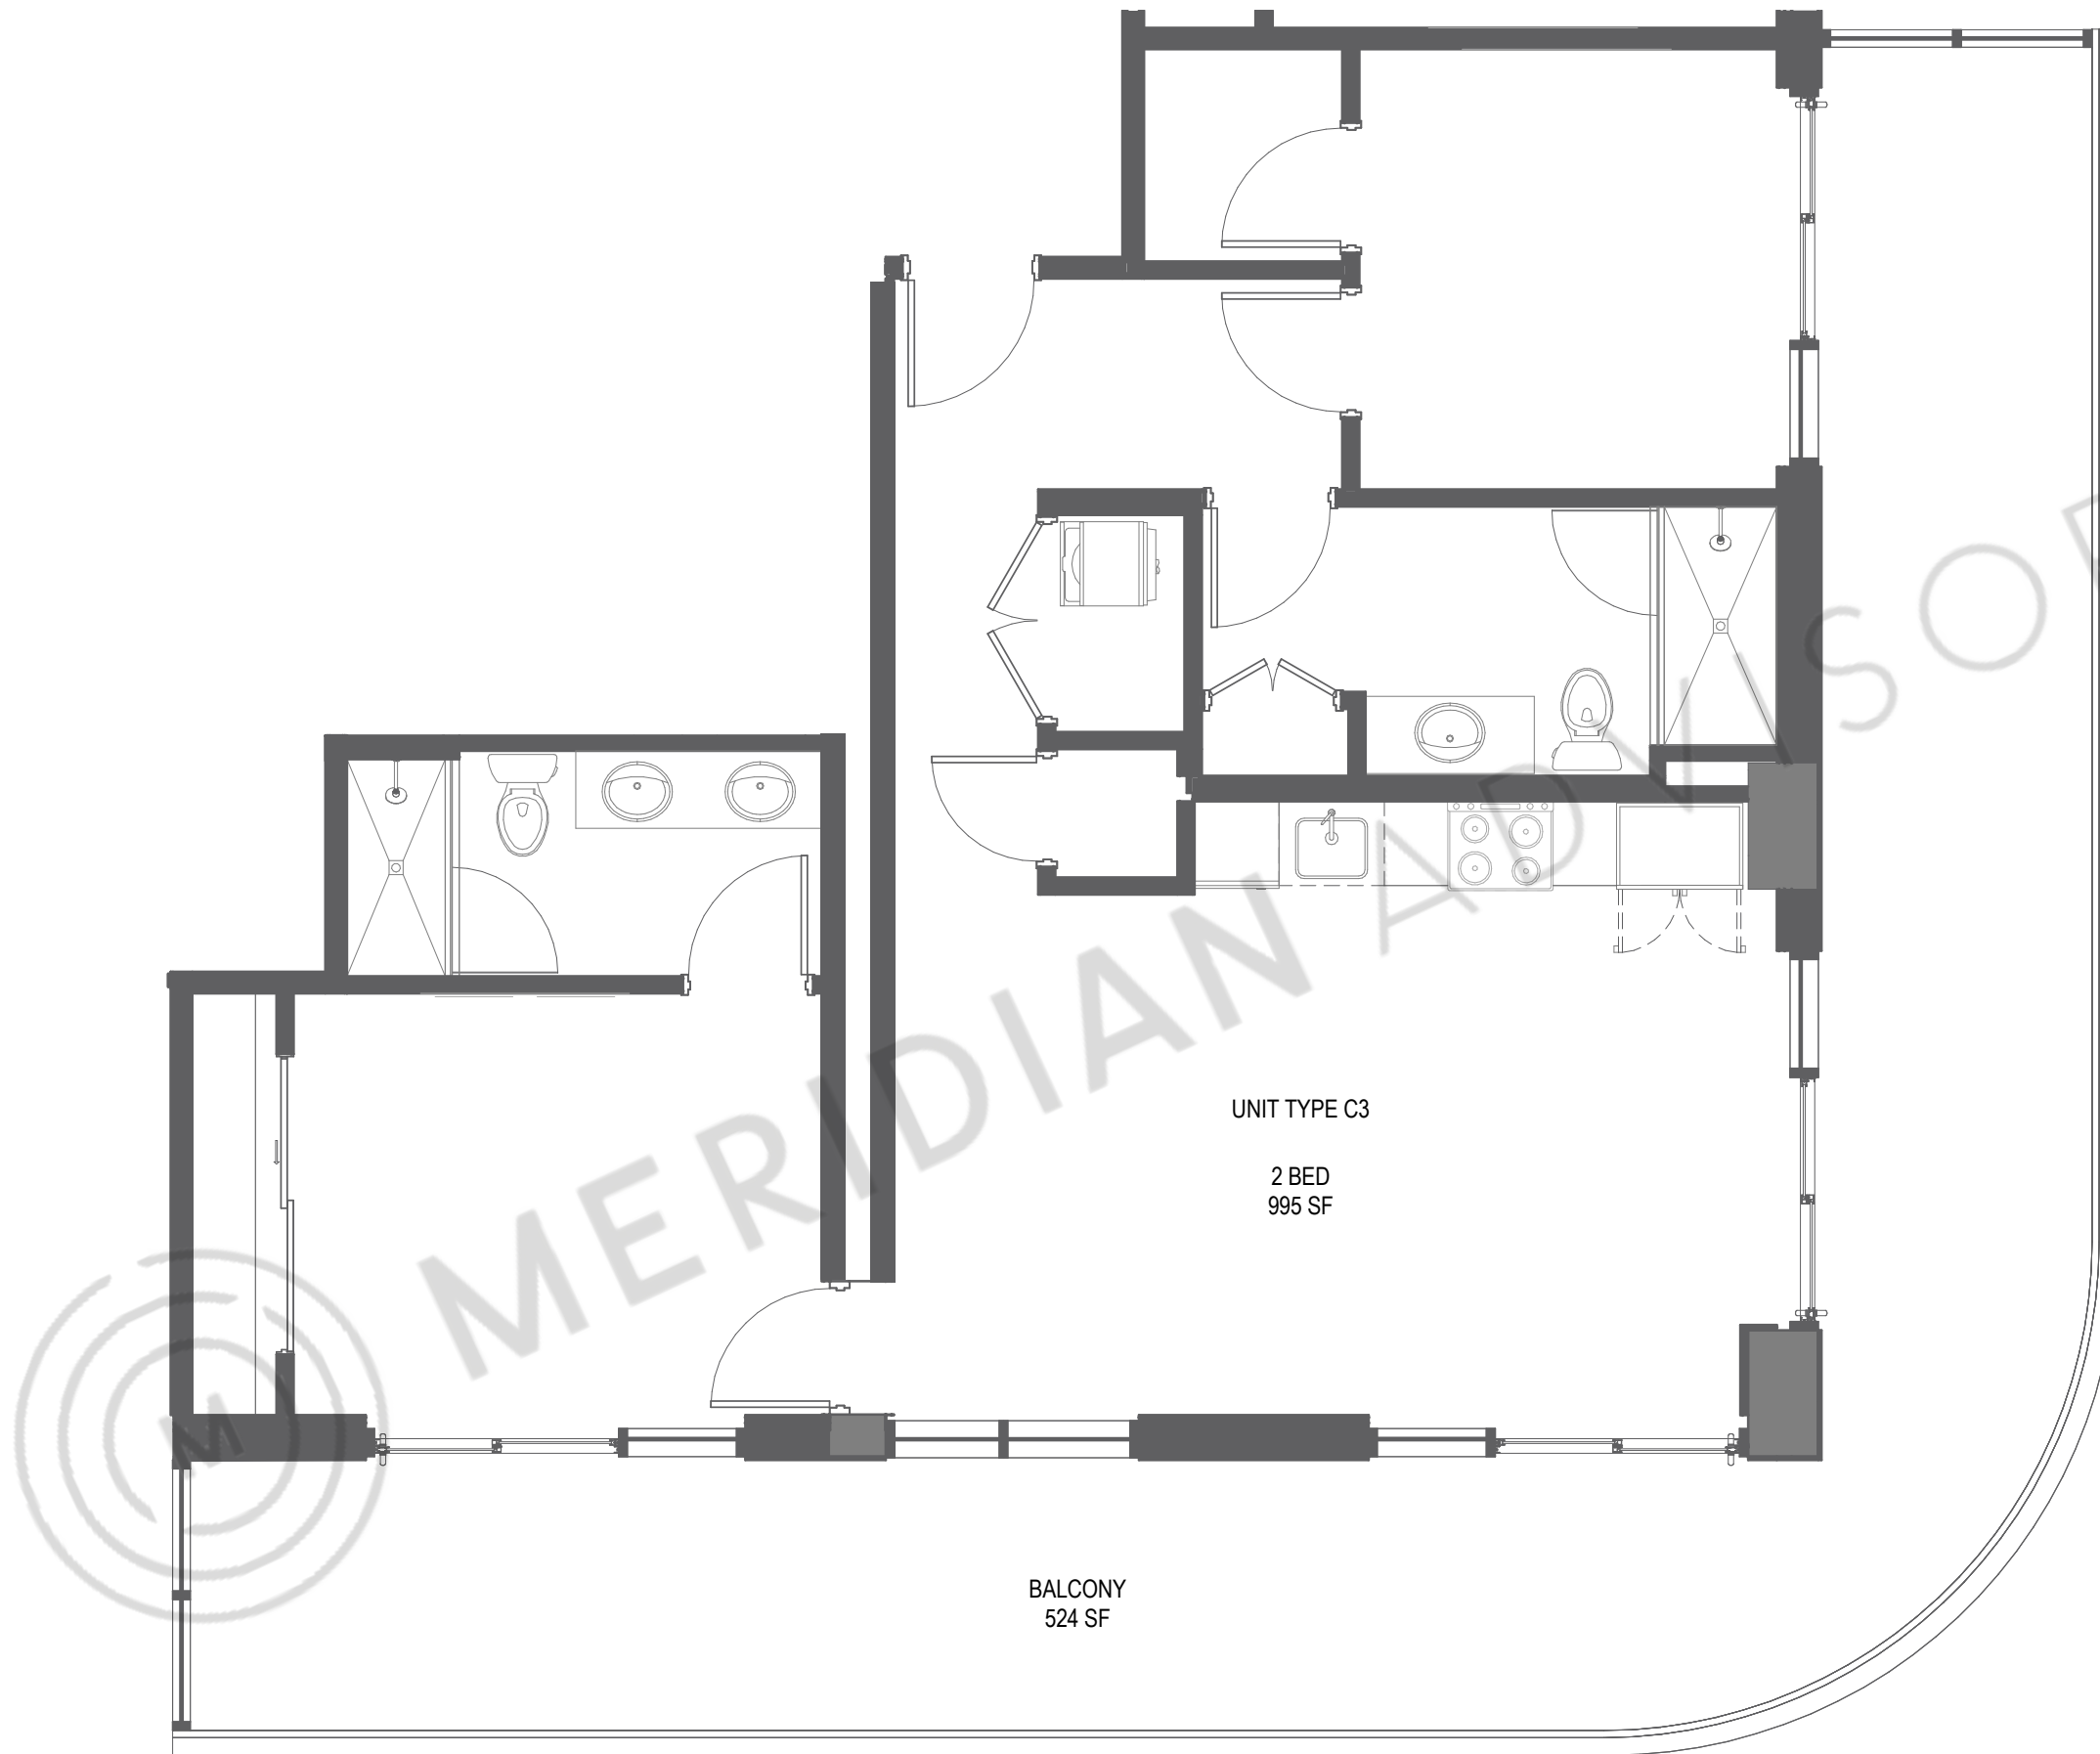 UNIT TYPE C3
2 BED
995 SF
MERIDIAN ADVISOR
M
BALCONY
524 SF